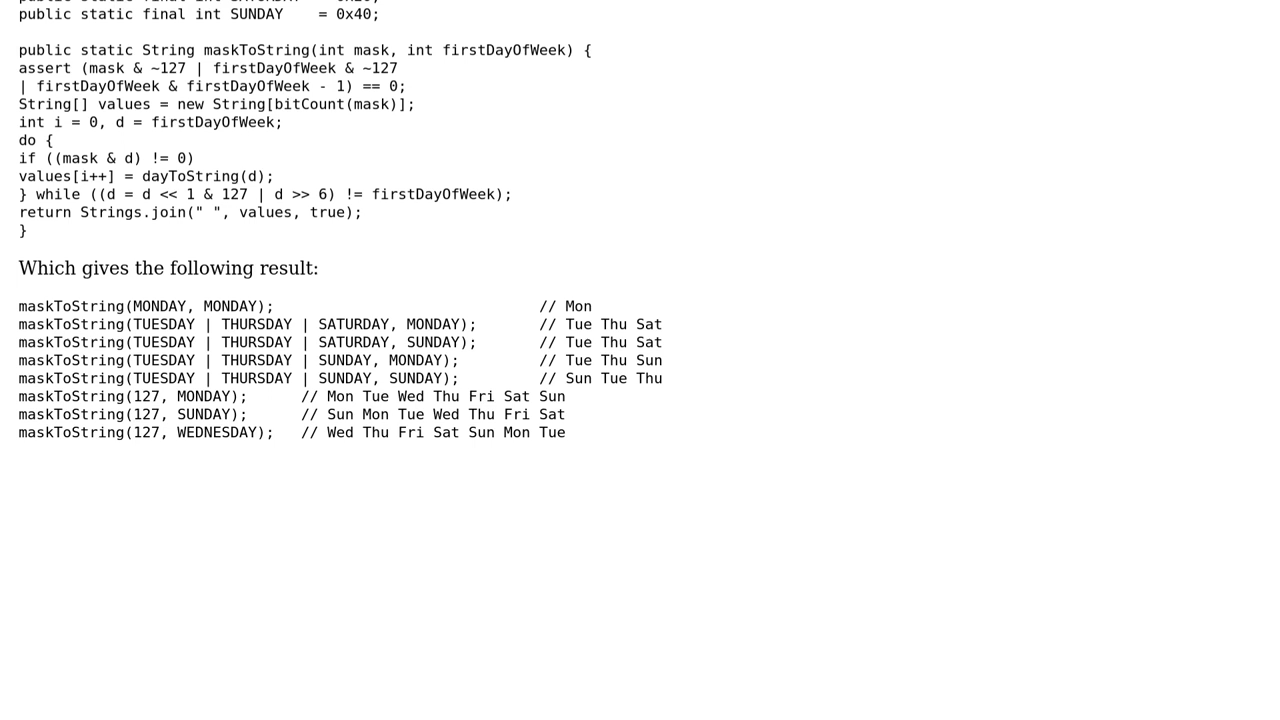 public static final int SUNDAY    = 0x40;

public static String maskToString(int mask, int firstDayOfWeek) {
assert (mask & ~127 | firstDayOfWeek & ~127
| firstDayOfWeek & firstDayOfWeek - 1) == 0;
String[] values = new String[bitCount(mask)];
int i = 0, d = firstDayOfWeek;
do {
if ((mask & d) != 0)
values[i++] = dayToString(d);
} while ((d = d << 1 & 127 | d >> 6) != firstDayOfWeek);
return Strings.join(" ", values, true);
}

Which gives the following result:

maskToString(MONDAY, MONDAY);                              // Mon
maskToString(TUESDAY | THURSDAY | SATURDAY, MONDAY);       // Tue Thu Sat
maskToString(TUESDAY | THURSDAY | SATURDAY, SUNDAY);       // Tue Thu Sat
maskToString(TUESDAY | THURSDAY | SUNDAY, MONDAY);         // Tue Thu Sun
maskToString(TUESDAY | THURSDAY | SUNDAY, SUNDAY);         // Sun Tue Thu
maskToString(127, MONDAY);      // Mon Tue Wed Thu Fri Sat Sun
maskToString(127, SUNDAY);      // Sun Mon Tue Wed Thu Fri Sat
maskToString(127, WEDNESDAY);   // Wed Thu Fri Sat Sun Mon Tue